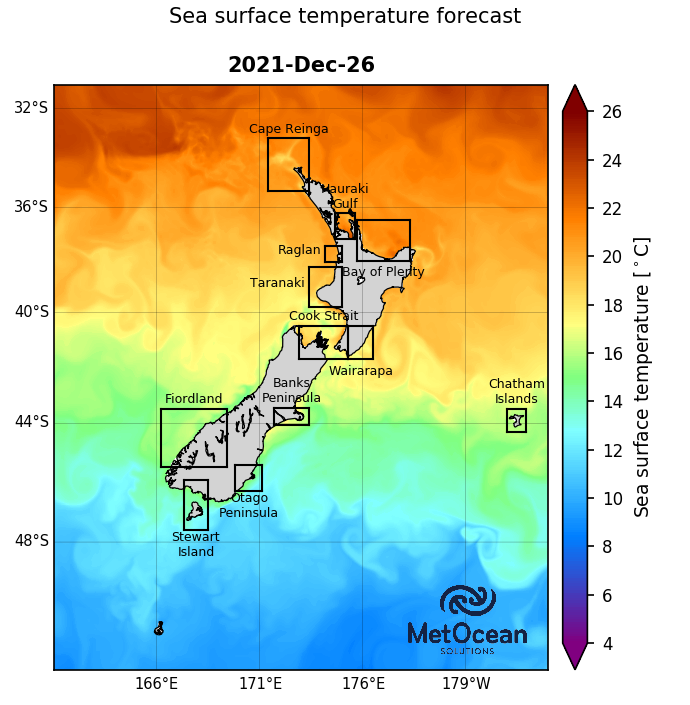 Sea surface temperature forecast
2021-Dec-26
32°S
36°S
40°S
44°S
48°S
Cape Reinga
Hauraki
Gulf
Raglan
Bay of Plenty
Taranaki
Cook Strait
Wairarapa
Banks
Peninsula
Fiordland
Chatham
Islands
Otago
Peninsula
Stewart
Island
MetOcean
SOLUTIONS
166°E
171°E
176°E
179°W
26
24
22
20
18
16
14
12
10
8
6
4
Sea surface temperature [°C]